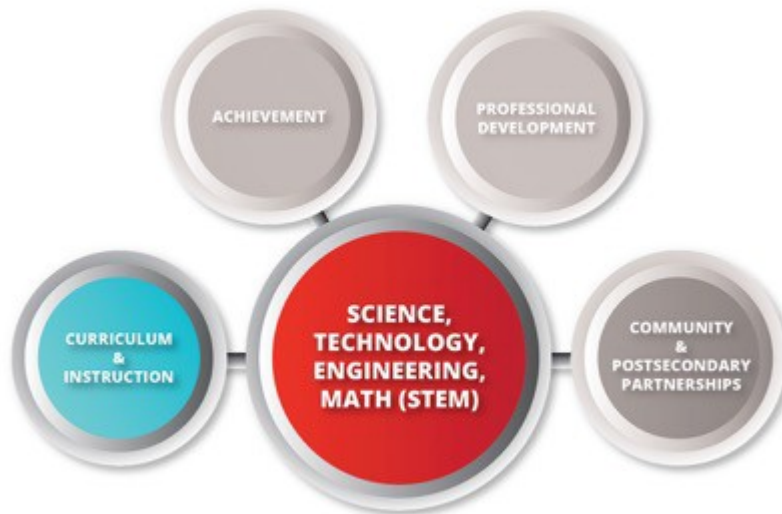 ACHIEVEMENT
PROFESSIONAL
DEVELOPMENT
CURRICULUM
&
INSTRUCTION
SCIENCE,
TECHNOLOGY,
ENGINEERING,
MATH (STEM)
COMMUNITY
&
POSTSECONDARY
PARTNERSHIPS